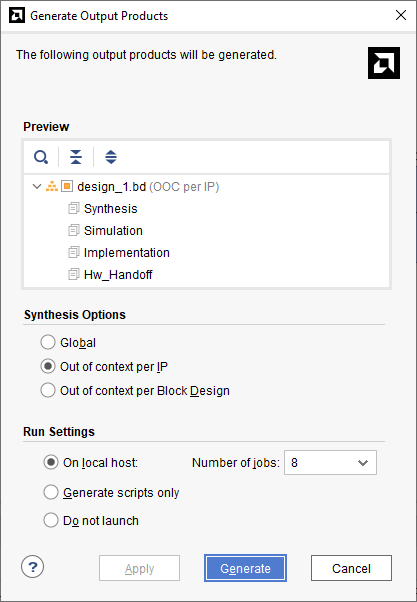 Generate Output Products
The following output products will be generated.
Preview
design_1.bd (OOC per IP)
Synthesis
Simulation
Implementation
Hw_Handoff
Synthesis Options
Global
Out of context per IP
Out of context per Block Design
Run Settings
On local host: Number of jobs: 8
Generate scripts only
Do not launch
? Apply Generate Cancel